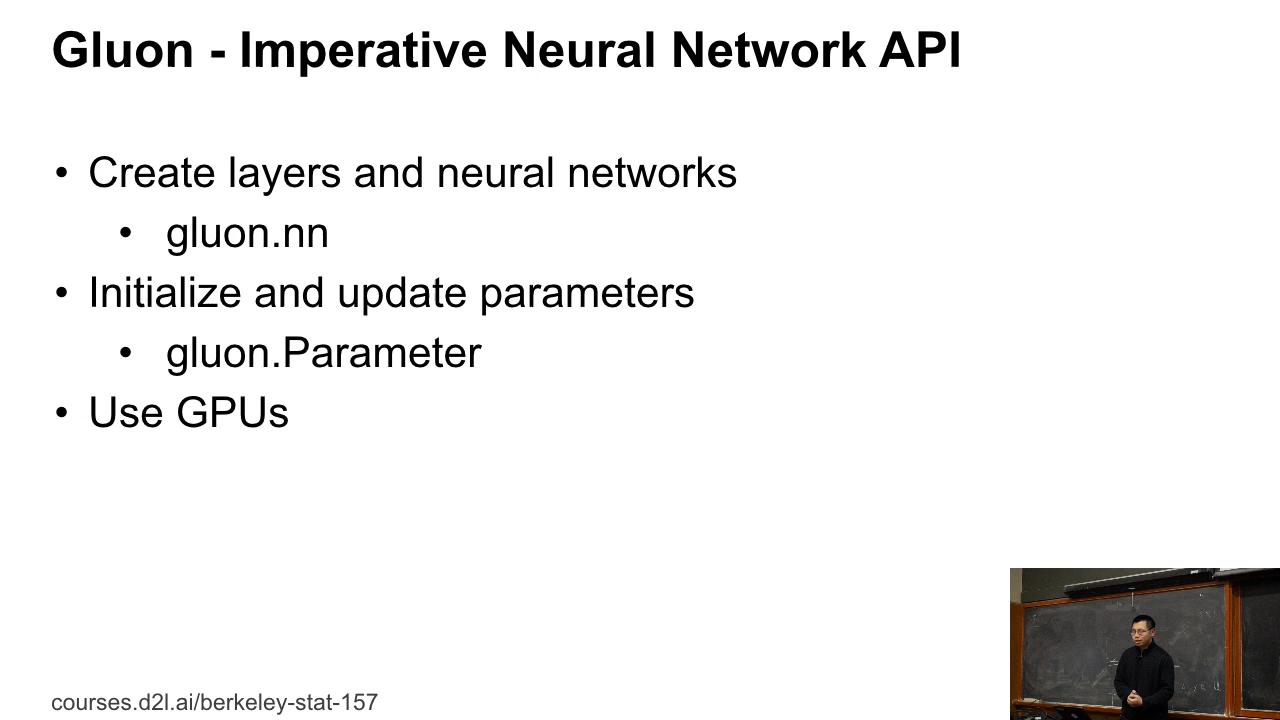 Gluon - Imperative Neural Network API
• Create layers and neural networks
• gluon.nn
• Initialize and update parameters
• gluon.Parameter
• Use GPUs
courses.d2l.ai/berkeley-stat-157